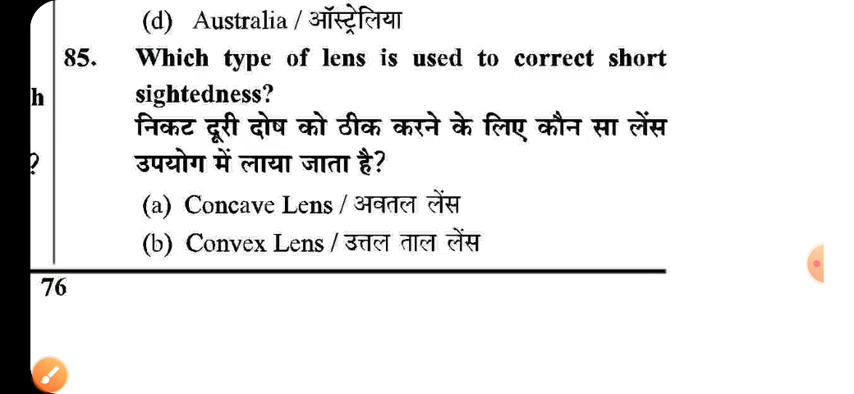 (d) Australia / ऑस्ट्रेलिया
85. Which type of lens is used to correct short
h sightedness?
निकट दूरी दोष को ठीक करने के लिए कौन सा लेंस
? उपयोग में लाया जाता है?
(a) Concave Lens / अवतल लेंस
(b) Convex Lens / उत्तल ताल लेंस
76